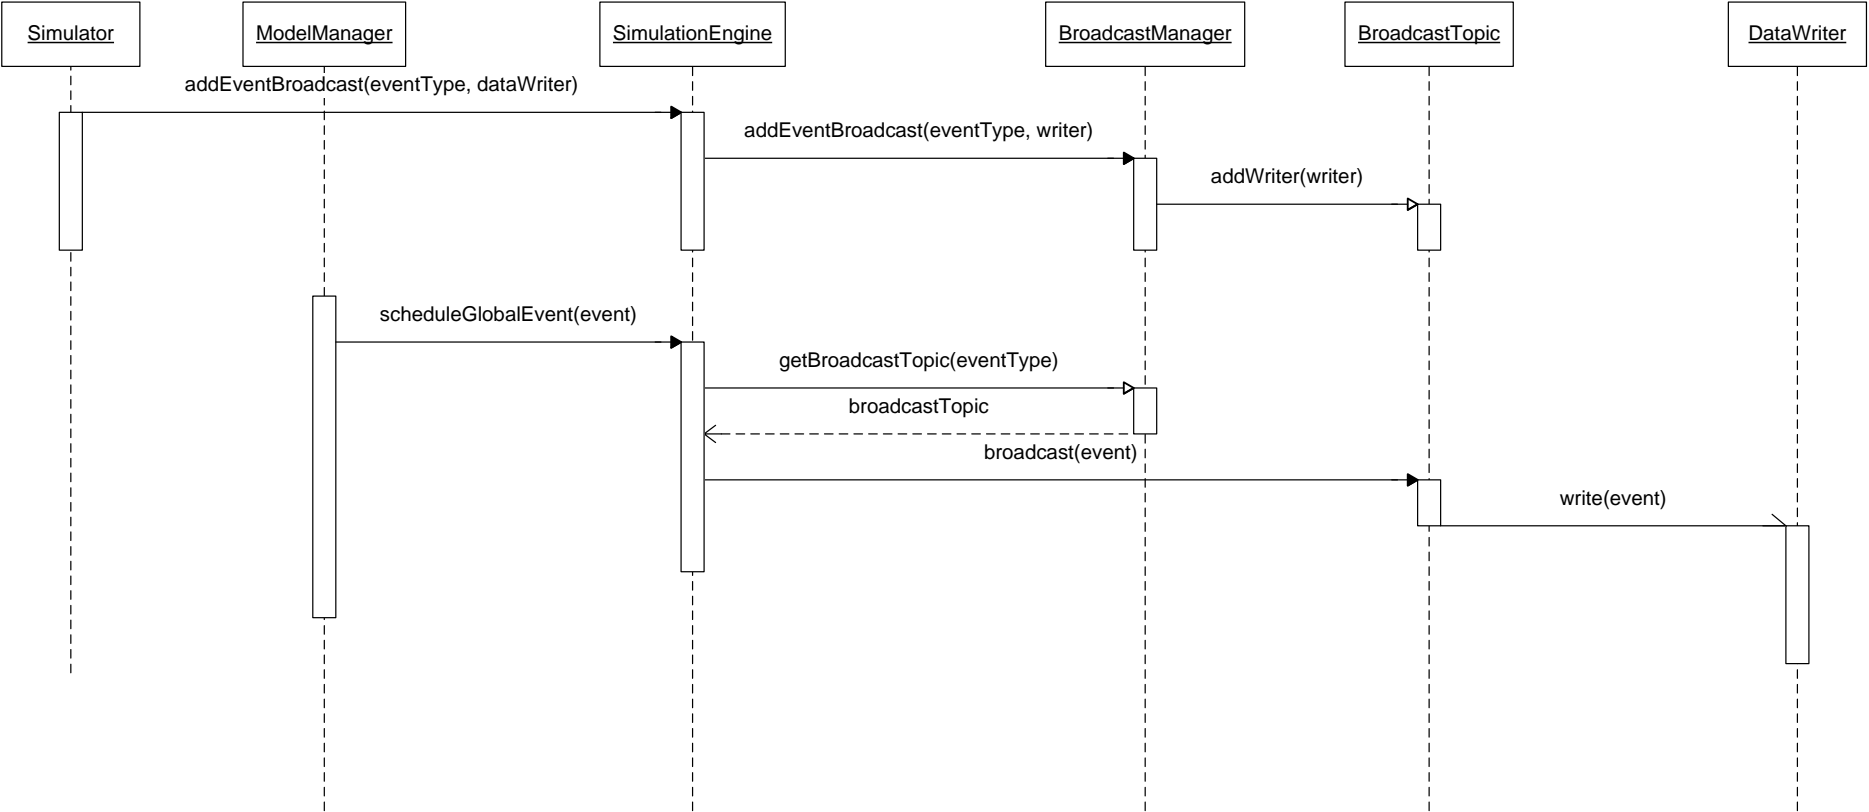 Simulator
ModelManager
SimulationEngine
BroadcastManager
BroadcastTopic
DataWriter
addEventBroadcast(eventType, dataWriter)
addEventBroadcast(eventType, writer)
addWriter(writer)
scheduleGlobalEvent(event)
getBroadcastTopic(eventType)
broadcastTopic
broadcast(event)
write(event)